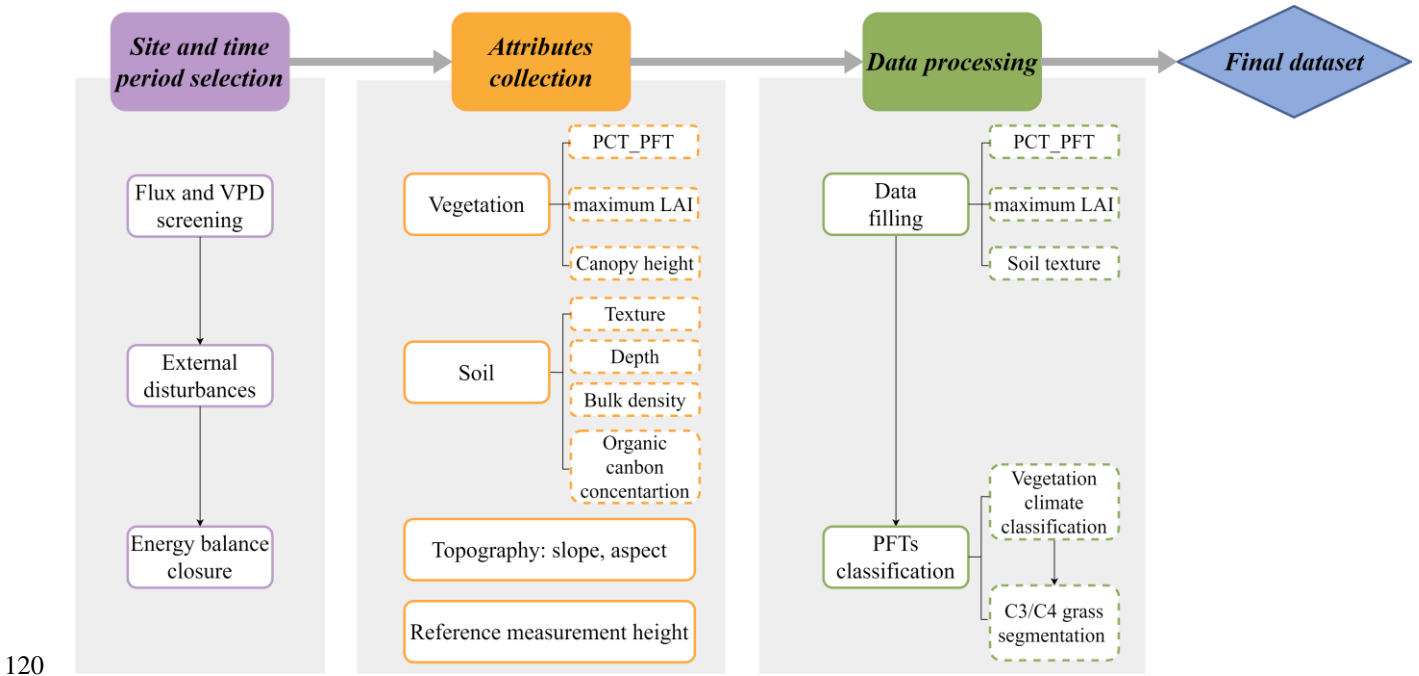 Site and time
period selection
Attributes
collection
Data processing
Final dataset
Flux and VPD
screening
External
disturbances
Energy balance
closure
Vegetation
PCT_PFT
maximum LAI
Canopy height
Soil
Texture
Depth
Bulk density
Organic
canbon
concentartion
Topography: slope, aspect
Reference measurement height
Data
filling
PCT_PFT
maximum LAI
Soil texture
PFTs
classification
Vegetation
climate
classification
C3/C4 grass
segmentation
120